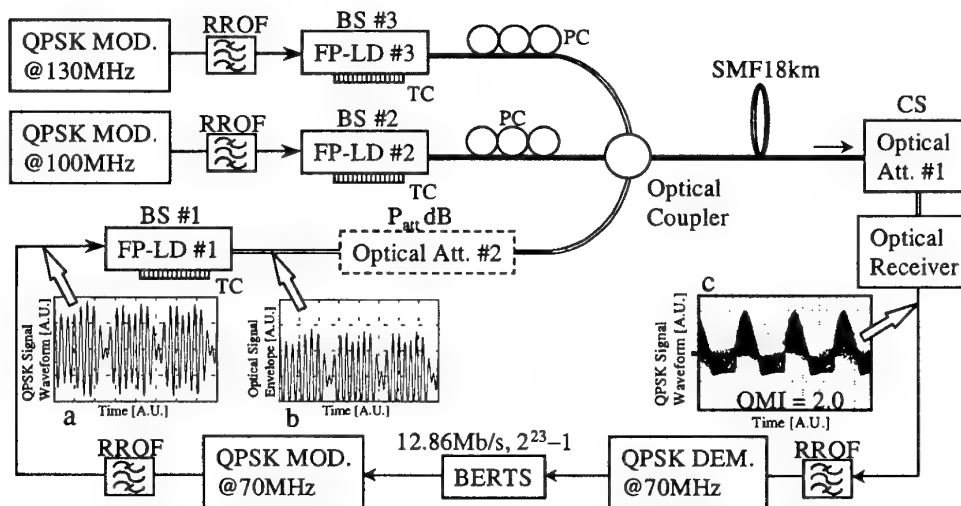 BS #3
RROF
QPSK MOD.
@130MHz
FP-LD #3
TC
PC
SMF18km
BS #2
RROF
QPSK MOD.
@100MHz
FP-LD #2
TC
PC
CS
Optical
Att. #1
Optical
Coupler
BS #1
FP-LD #1
TC
Patt dB
Optical Att. #2
Optical
Receiver
QPSK Signal
Waveform [A.U.]
Time [A.U.]
a
Optical Signal
Envelope [A.U.]
Time [A.U.]
b
c
QPSK Signal
Waveform
[A.U.]
OMI = 2.0
Time [A.U.]
RROF
QPSK MOD.
@70MHz
12.86Mb/s, 2²³–1
BERTS
QPSK DEM.
@70MHz
RROF